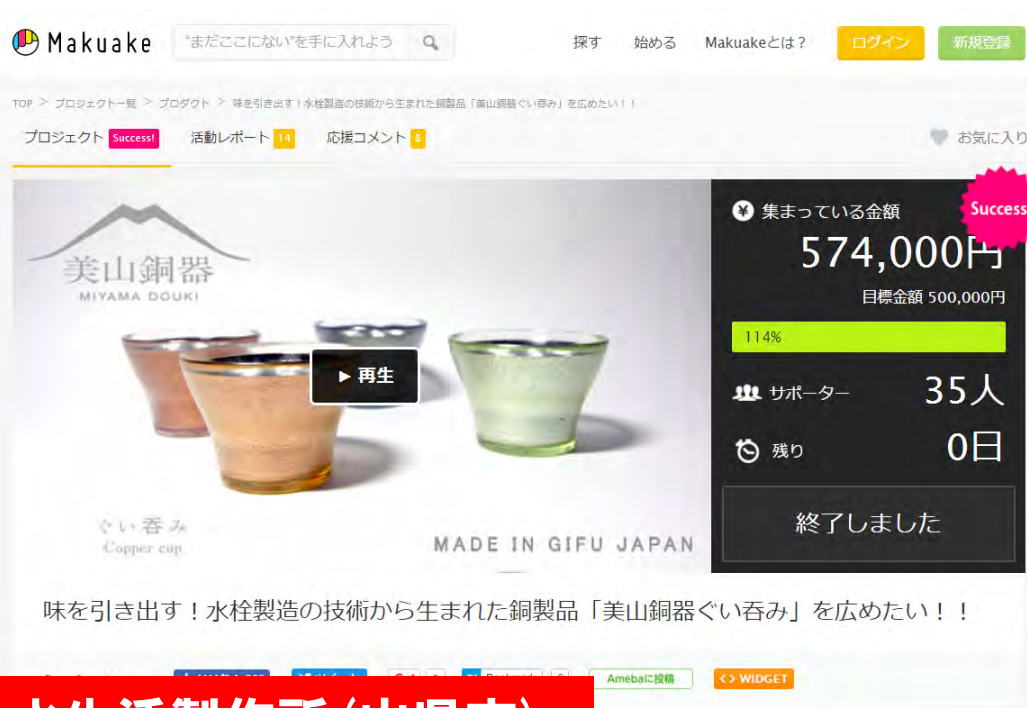 Makuake
“まだここにない”を手に入れよう
探す 始める Makuakeとは？ ログイン 新規登録
TOP > プロジェクト一覧 > プロダクト > 味を引き出す！水栓製造の技術から生まれた銅製品「美山銅器ぐい呑み」を広めたい！！
プロジェクト Success! 活動レポート 14 応援コメント 8
お気に入り
美山銅器
MIYAMA DOUKI
再生
ぐい呑み
Copper cup
MADE IN GIFU JAPAN
集まっている金額
Success
574,000円
目標金額 500,000円
114%
サポーター 35人
残り 0日
終了しました
味を引き出す！水栓製造の技術から生まれた銅製品「美山銅器ぐい呑み」を広めたい！！
Amebaに投稿 <> WIDGET